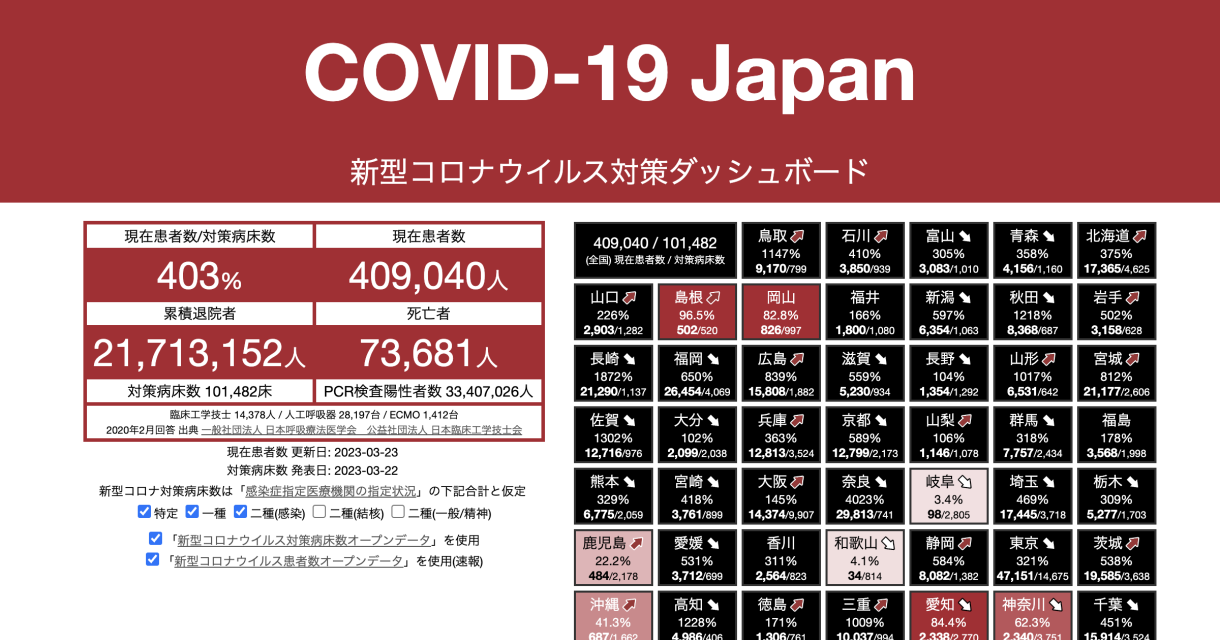 COVID-19 Japan
新型コロナウイルス対策ダッシュボード
現在患者数/対策病床数
現在患者数
403%
409,040人
累積退院者
死亡者
21,713,152人
73,681人
対策病床数 101,482床
PCR検査陽性者数 33,407,026人
臨床工学技士 14,378人 / 人工呼吸器 28,197台 / ECMO 1,412台
2020年2月回答 出典 一般社団法人 日本呼吸療法医学会　公益社団法人 日本臨床工学技士会
現在患者数 更新日: 2023-03-23
対策病床数 発表日: 2023-03-22
新型コロナ対策病床数は「感染症指定医療機関の指定状況」の下記合計と仮定
特定 一種 二種(感染) 二種(結核) 二種(一般/精神)
「新型コロナウイルス対策病床数オープンデータ」を使用
「新型コロナウイルス患者数オープンデータ」を使用(速報)
409,040 / 101,482
(全国) 現在患者数 / 対策病床数
鳥取
1147%
9,170/799
石川
410%
3,850/939
富山
305%
3,083/1,010
青森
358%
4,156/1,160
北海道
375%
17,365/4,625
山口
226%
2,903/1,282
島根
96.5%
502/520
岡山
82.8%
826/997
福井
166%
1,800/1,080
新潟
597%
6,354/1,063
秋田
1218%
8,368/687
岩手
502%
3,158/628
長崎
1872%
21,290/1,137
福岡
650%
26,454/4,069
広島
839%
15,808/1,882
滋賀
559%
5,230/934
長野
104%
1,354/1,292
山形
1017%
6,531/642
宮城
812%
21,177/2,606
佐賀
1302%
12,716/976
大分
102%
2,099/2,038
兵庫
363%
12,813/3,524
京都
589%
12,799/2,173
山梨
106%
1,146/1,078
群馬
318%
7,757/2,434
福島
178%
3,568/1,998
熊本
329%
6,775/2,059
宮崎
418%
3,761/899
大阪
145%
14,374/9,907
奈良
4023%
29,813/741
岐阜
3.4%
98/2,805
埼玉
469%
17,445/3,718
栃木
309%
5,277/1,703
鹿児島
22.2%
484/2,178
愛媛
531%
3,712/699
香川
311%
2,564/823
和歌山
4.1%
34/814
静岡
584%
8,082/1,382
東京
321%
47,151/14,675
茨城
538%
19,585/3,638
沖縄
41.3%
687/1,662
高知
1228%
4,986/406
徳島
171%
1,306/761
三重
1009%
10,037/994
愛知
84.4%
2,338/2,770
神奈川
62.3%
2,340/3,751
千葉
451%
15,914/3,524